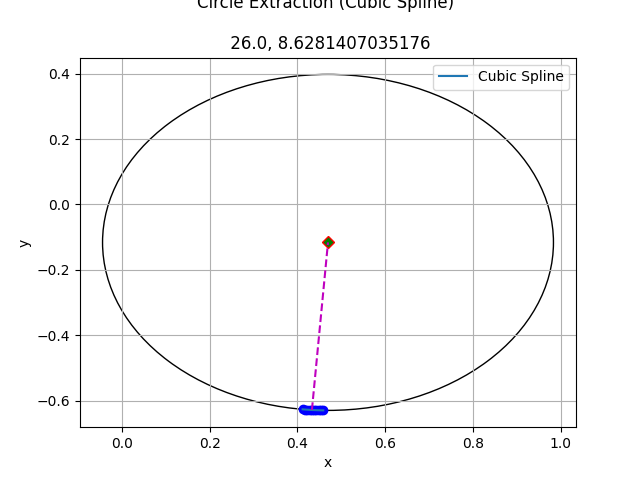 Circle Extraction (Cubic Spline)
26.0, 8.6281407035176
Cubic Spline
0.4
0.2
0.0
−0.2
−0.4
−0.6
y
0.0 0.2 0.4 0.6 0.8 1.0
x